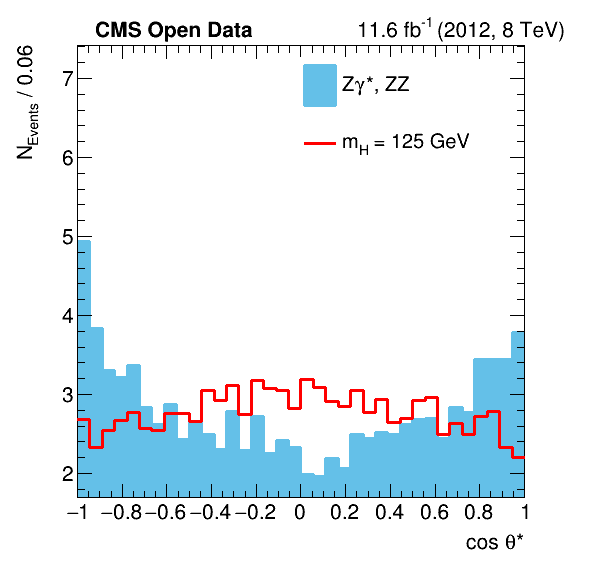 CMS Open Data 11.6 fb⁻¹ (2012, 8 TeV)
N_Events / 0.06
Zγ*, ZZ
m_H = 125 GeV
7
6
5
4
3
2
−1 −0.8 −0.6 −0.4 −0.2 0 0.2 0.4 0.6 0.8 1
cos θ*